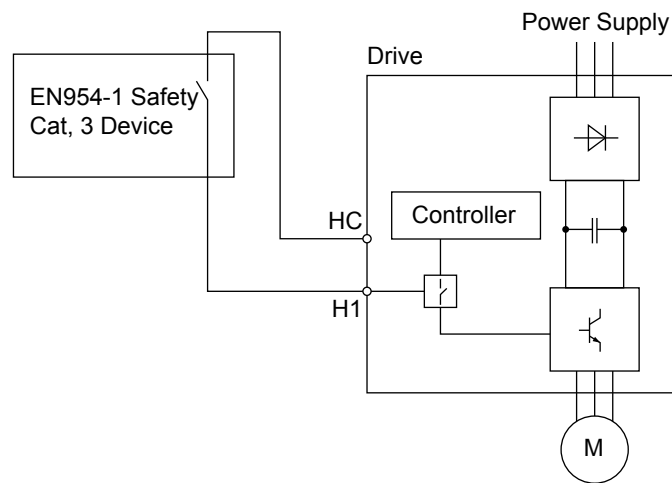 Power Supply
Drive
EN954-1 Safety
Cat, 3 Device
HC
Controller
H1
M